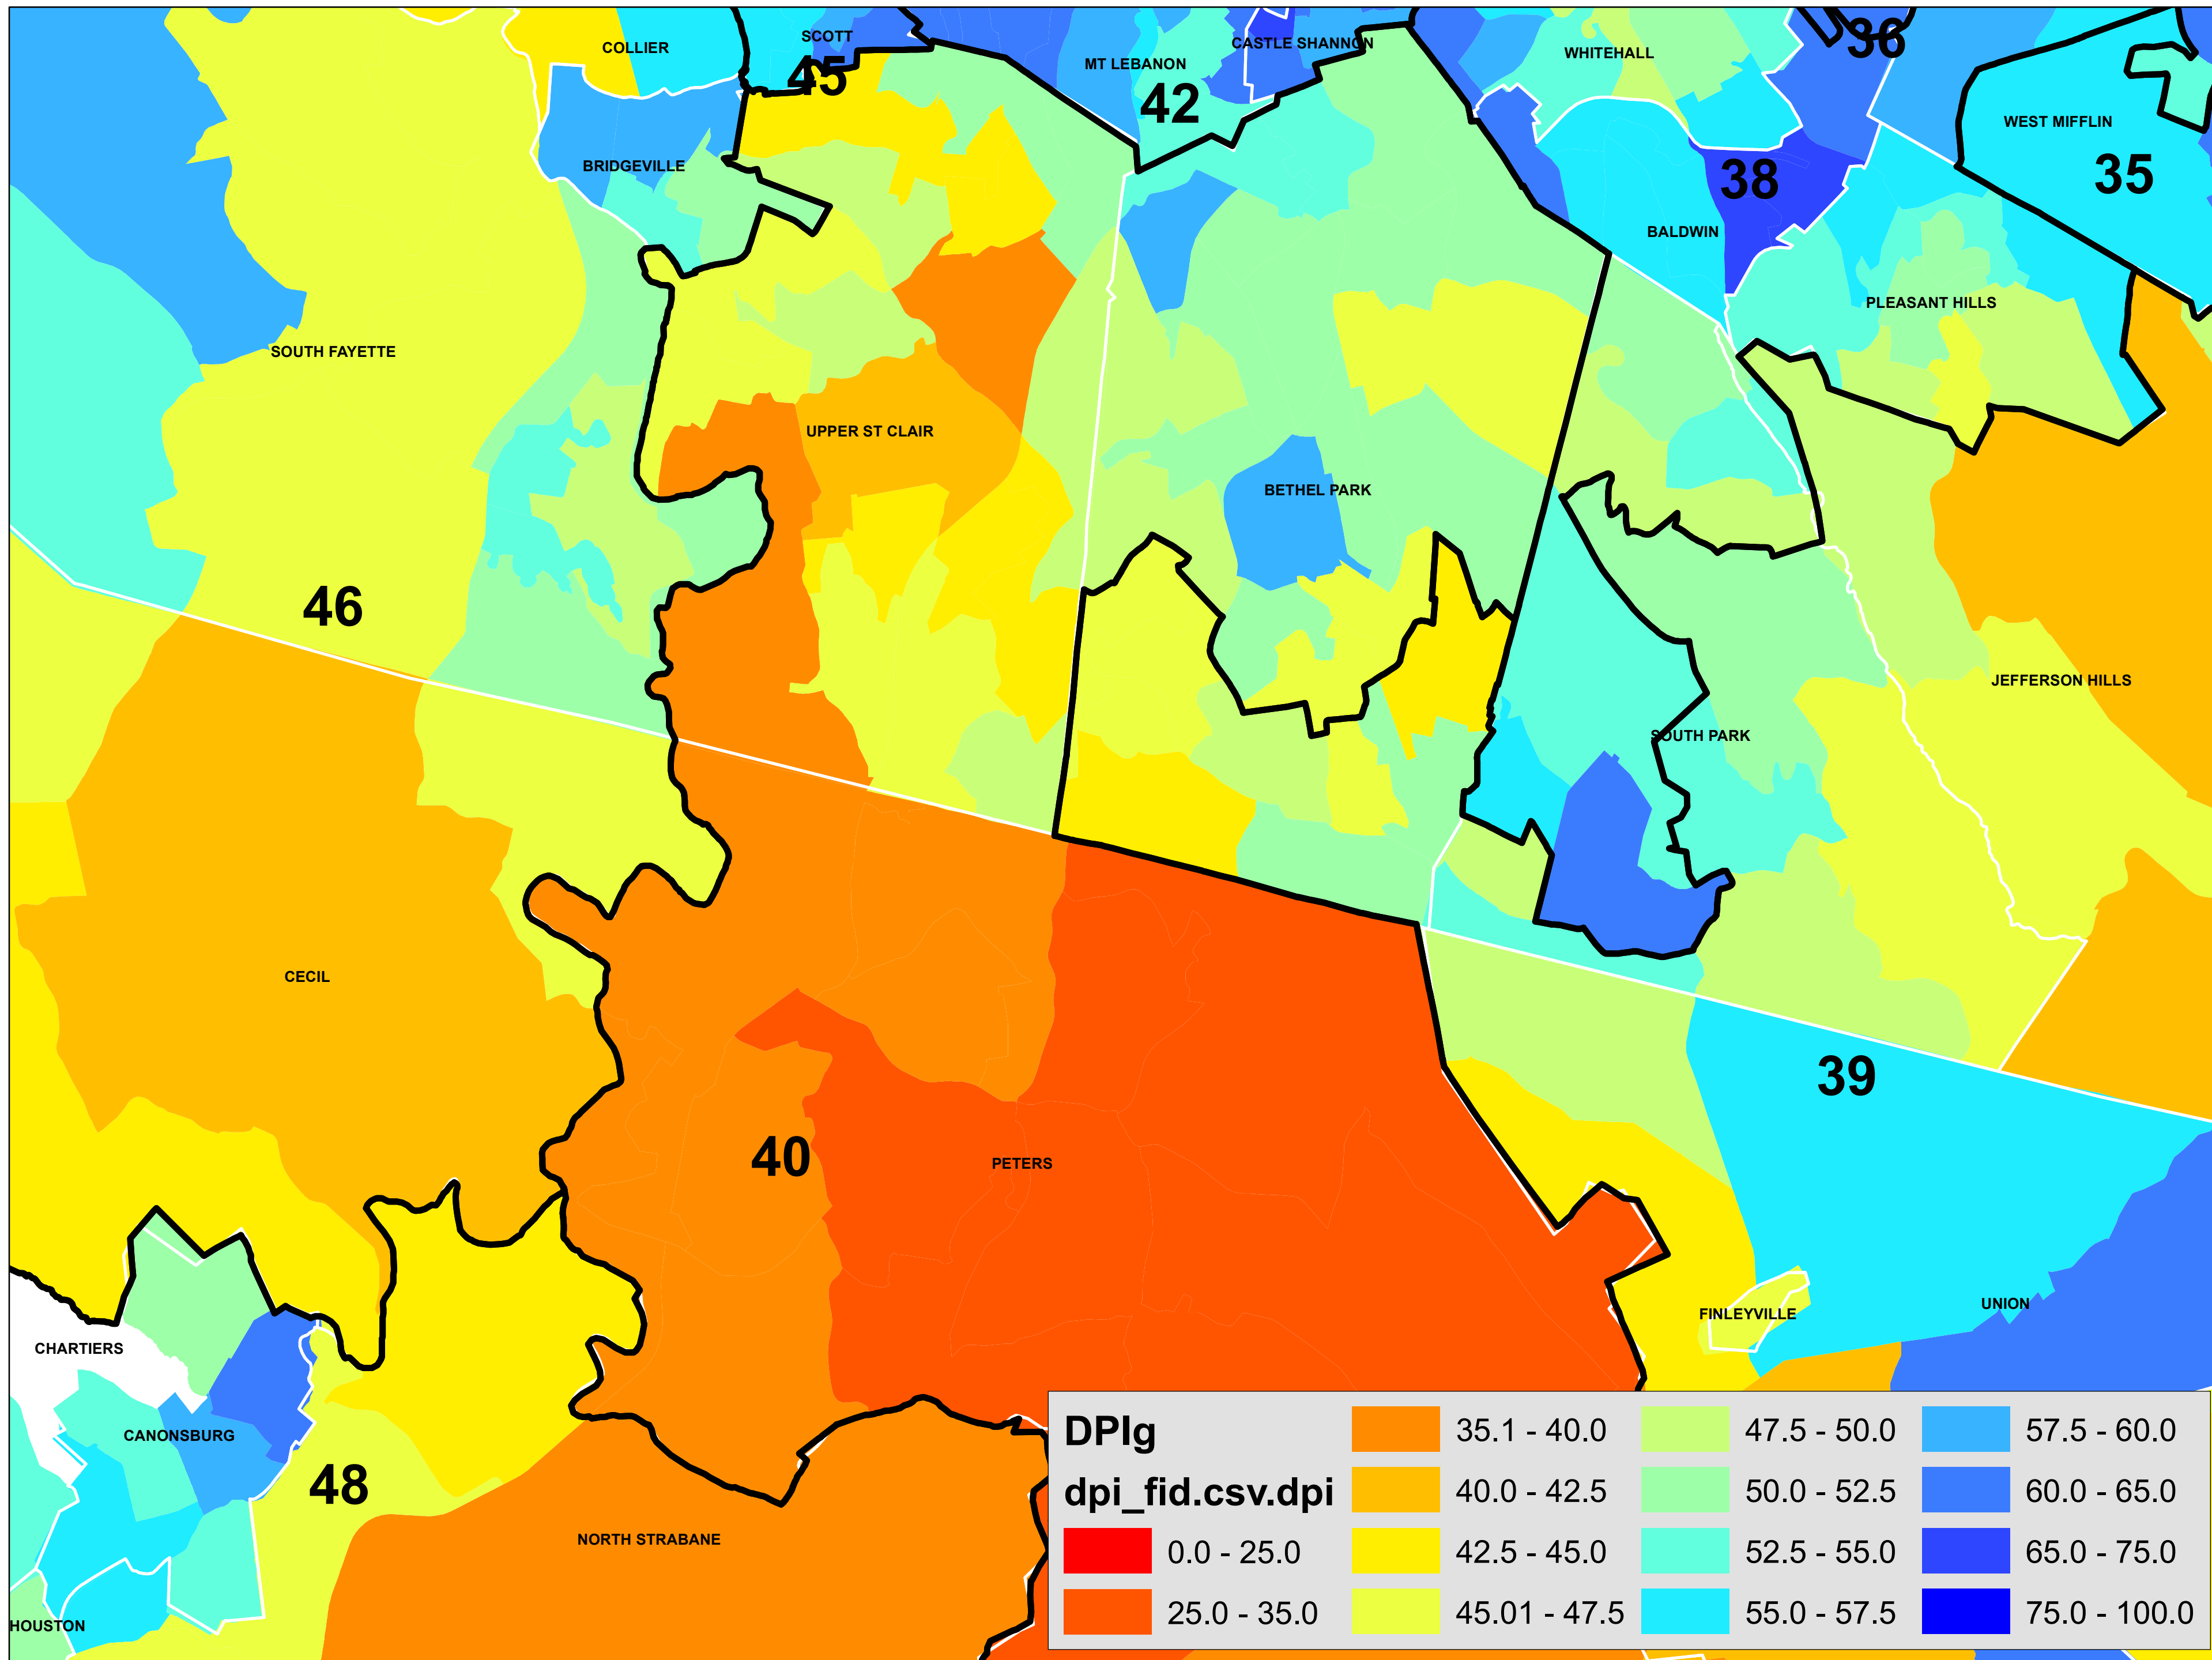 COLLIER
SCOTT
45
MT LEBANON
CASTLE SHANNON
42
WHITEHALL
36
WEST MIFFLIN
35
BRIDGEVILLE
38
BALDWIN
PLEASANT HILLS
SOUTH FAYETTE
UPPER ST CLAIR
BETHEL PARK
46
JEFFERSON HILLS
SOUTH PARK
CECIL
39
40
PETERS
UNION
FINLEYVILLE
CHARTIERS
CANONSBURG
48
NORTH STRABANE
HOUSTON
DPIg
dpi_fid.csv.dpi
0.0 - 25.0
25.0 - 35.0
35.1 - 40.0
40.0 - 42.5
42.5 - 45.0
45.01 - 47.5
47.5 - 50.0
50.0 - 52.5
52.5 - 55.0
55.0 - 57.5
57.5 - 60.0
60.0 - 65.0
65.0 - 75.0
75.0 - 100.0